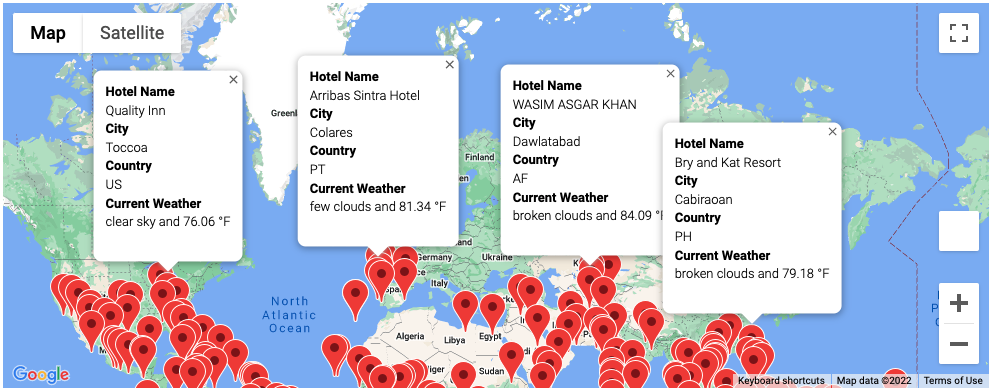 Map
Satellite
Hotel Name
Quality Inn
City
Toccoa
Country
US
Current Weather
clear sky and 76.06 °F
Hotel Name
Arribas Sintra Hotel
City
Colares
Country
PT
Current Weather
few clouds and 81.34 °F
Hotel Name
WASIM ASGAR KHAN
City
Dawlatabad
Country
AF
Current Weather
broken clouds and 84.09 °F
Hotel Name
Bry and Kat Resort
City
Cabiraoan
Country
PH
Current Weather
broken clouds and 79.18 °F
Finland
Germany
Ukraine
Italy
North
Atlantic
Ocean
Algeria
Libya
Egypt
Sudan
Google
Keyboard shortcuts
Map data ©2022
Terms of Use